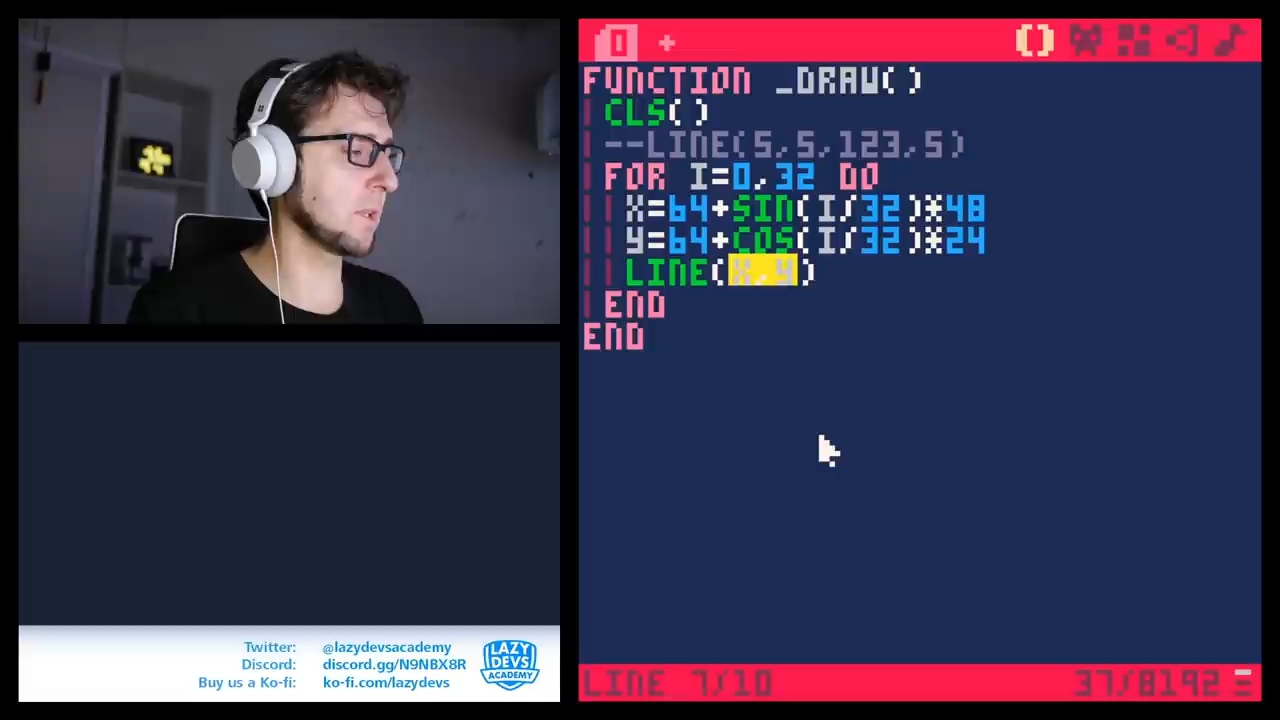 0 +
FUNCTION _DRAW()
CLS()
--LINE(5,5,123,5)
FOR I=0,32 DO
X=64+SIN(I/32)*48
Y=64+COS(I/32)*24
LINE(X,Y)
END
END
LINE 7/10 37/8192
Twitter: @lazydevsacademy
Discord: discord.gg/N9NBX8R
Buy us a Ko-fi: ko-fi.com/lazydevs
LAZY
DEVS
ACADEMY